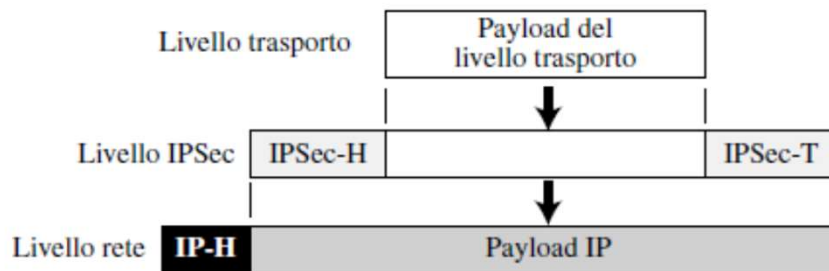 Livello trasporto
Payload del
livello trasporto
Livello IPSec
IPSec-H
IPSec-T
Livello rete
IP-H
Payload IP